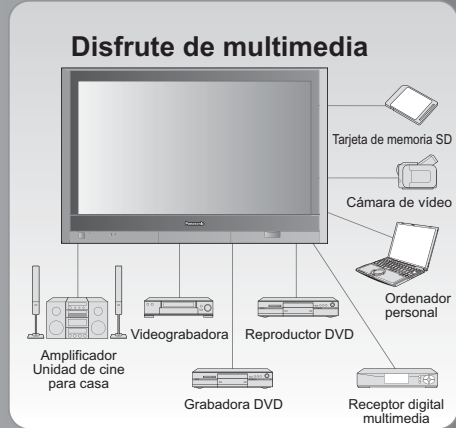 Disfrute de multimedia
Panasonic
Tarjeta de memoria SD
Cámara de vídeo
Ordenador
personal
Amplificador
Unidad de cine
para casa
Videograbadora
Reproductor DVD
Grabadora DVD
Receptor digital
multimedia